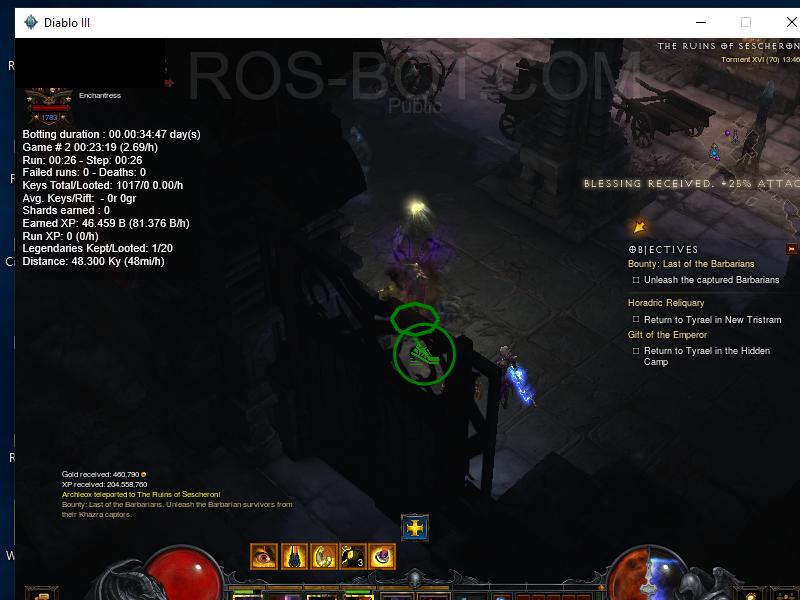 Diablo III
ROS-BOT.COM
Public
THE RUINS OF SESCHERON
Torment XVI (70) 13:46
Enchantress
1783
Botting duration : 00.00:34:47 day(s)
Game # 2 00:23:19 (2.69/h)
Run: 00:26 - Step: 00:26
Failed runs: 0 - Deaths: 0
Keys Total/Looted: 1017/0 0.00/h
Avg. Keys/Rift: - 0r 0gr
Shards earned : 0
Earned XP: 46.459 B (81.376 B/h)
Run XP: 0 (0/h)
Legendaries Kept/Looted: 1/20
Distance: 48.300 Ky (48mi/h)
BLESSING RECEIVED. +25% ATTAC
OBJECTIVES
Bounty: Last of the Barbarians
Unleash the captured Barbarians
Horadric Reliquary
Return to Tyrael in New Tristram
Gift of the Emperor
Return to Tyrael in the Hidden
Camp
Gold received: 460,790
XP received: 204,558,760
Archleox teleported to The Ruins of Sescheron!
Bounty: Last of the Barbarians. Unleash the Barbarian survivors from
their Khazra captors.
3
R
R
Ci
R
W